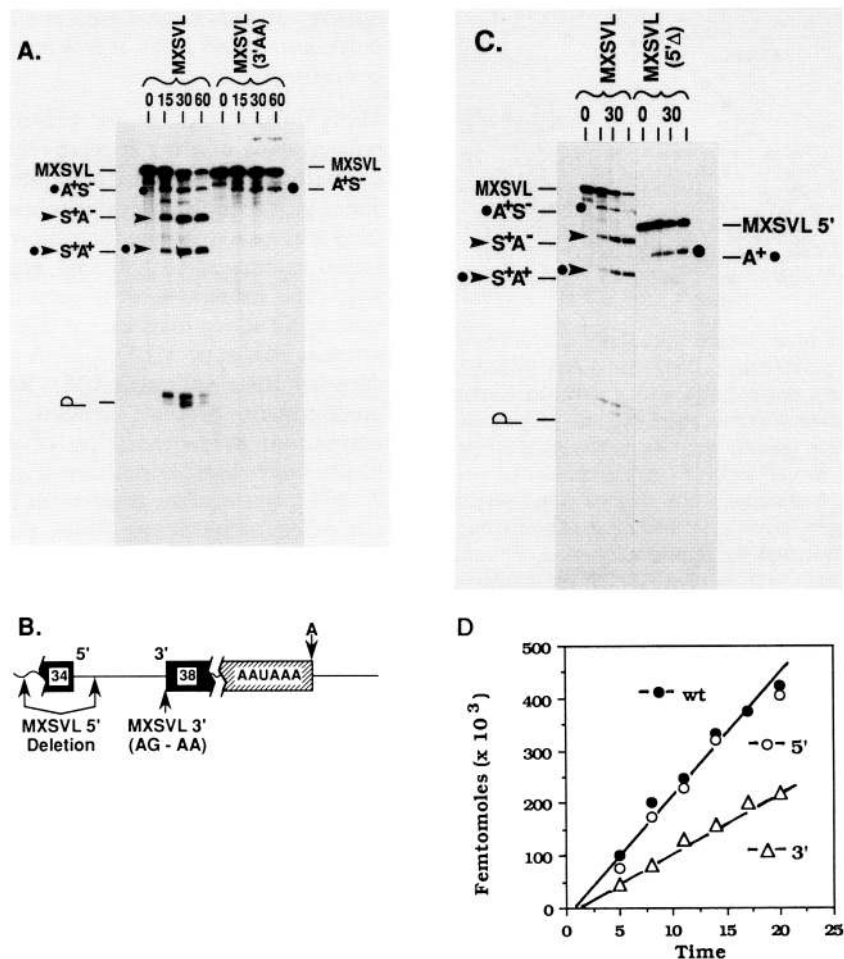 A.
MXSVL
MXSVL
(3'AA)
0 15 30 60 0 15 30 60
MXSVL
A⁺S⁻
S⁺A⁻
S⁺A⁺
P
MXSVL
A⁺S⁻
C.
MXSVL
MXSVL
(5'Δ)
0 30 0 30
MXSVL
A⁺S⁻
S⁺A⁻
S⁺A⁺
P
MXSVL 5'
A⁺
B.
5' 3' A
34 38 AAUAAA
MXSVL 5' MXSVL 3'
Deletion (AG - AA)
D
Femtomoles (x 10³)
500
400
300
200
100
0
wt
5'
3'
0 5 10 15 20 25
Time